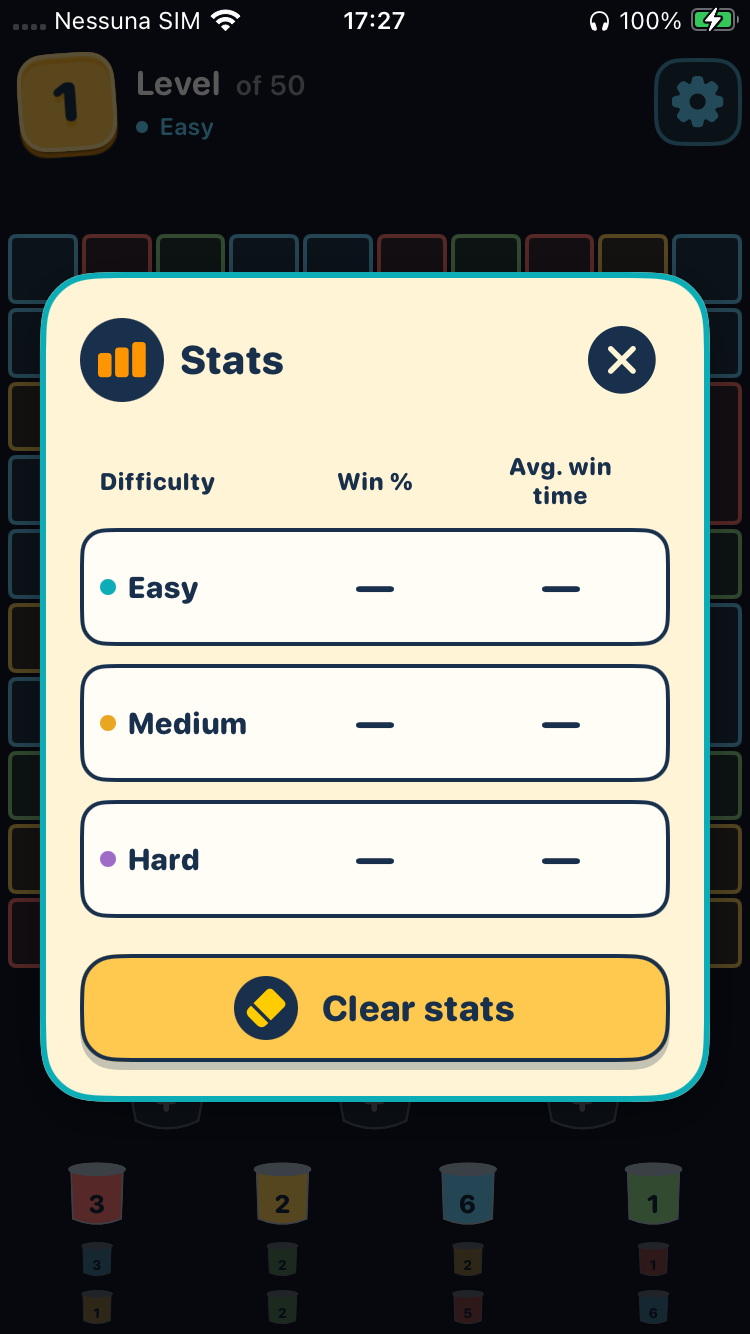 Nessuna SIM 17:27 100%
1 Level of 50
Easy
Stats
Difficulty Win % Avg. win time
Easy — —
Medium — —
Hard — —
Clear stats
3 2 6 1
3 2 2 1
1 2 5 6